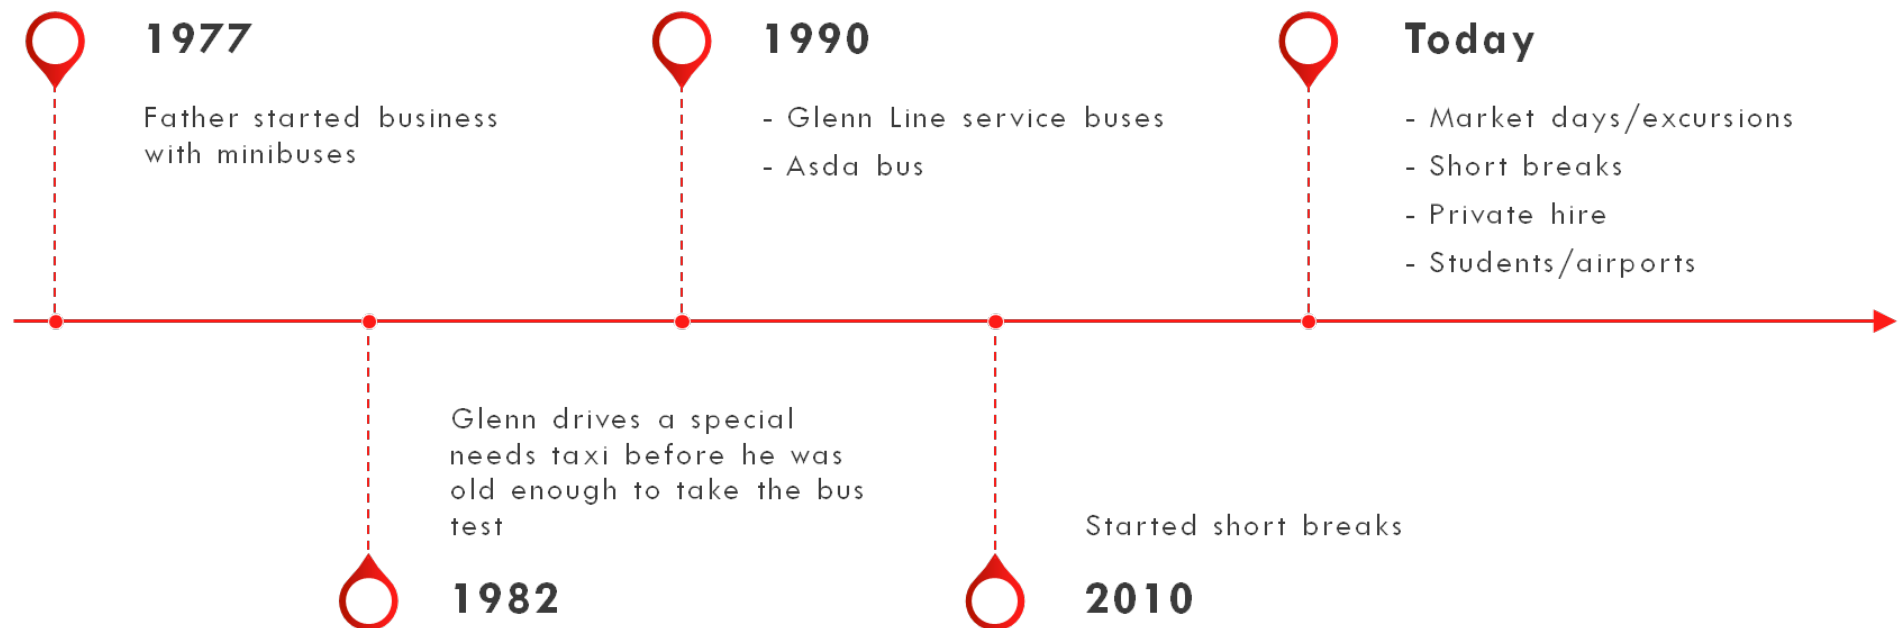 1977
Father started business
with minibuses
1990
- Glenn Line service buses
- Asda bus
Today
- Market days/excursions
- Short breaks
- Private hire
- Students/airports
Glenn drives a special
needs taxi before he was
old enough to take the bus
test
1982
Started short breaks
2010